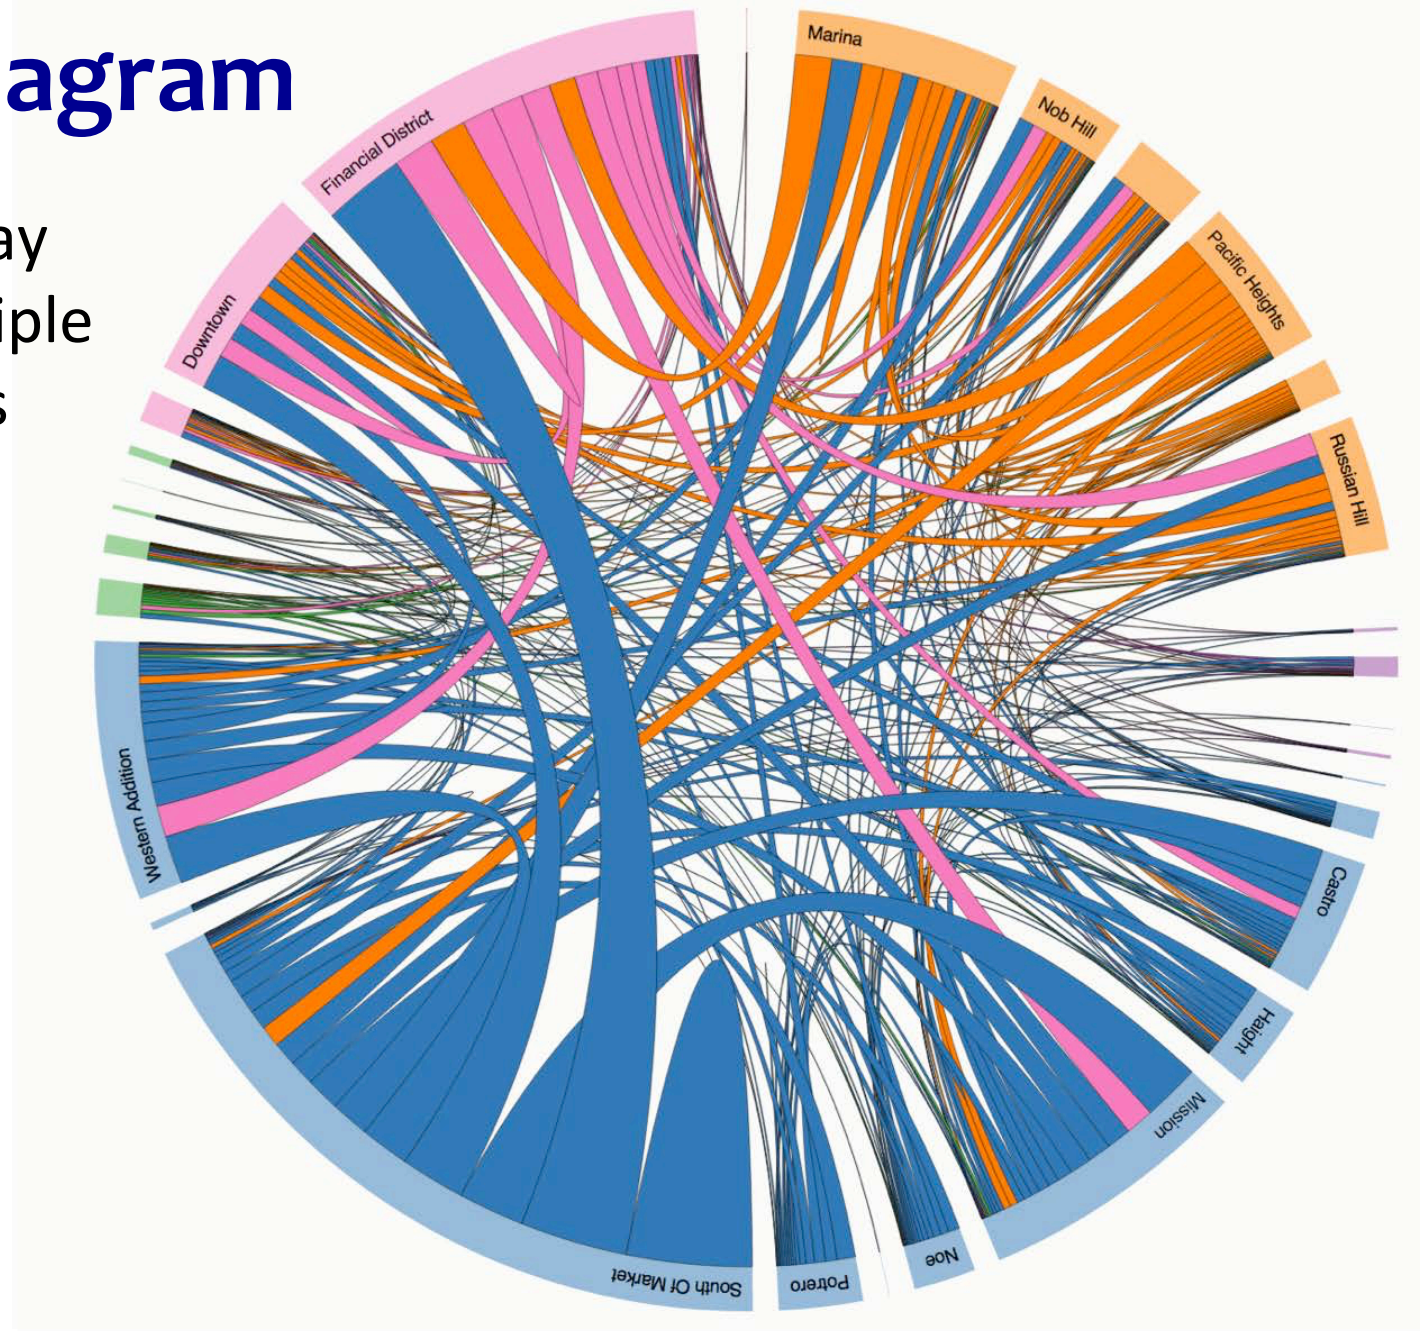 agram
ay
iple
s
Marina
Nob Hill
Pacific Heights
Russian Hill
Castro
Haight
Mission
Noe
Potrero
South Of Market
Western Addition
Downtown
Financial District